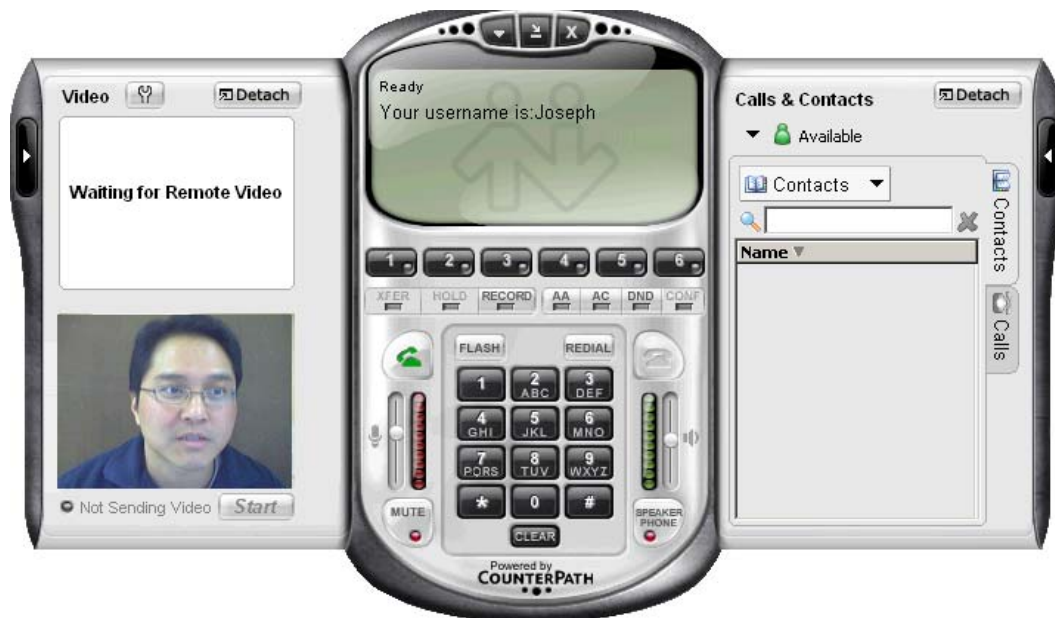 Video
Detach
Waiting for Remote Video
Not Sending Video
Start
X
Ready
Your username is:Joseph
1 2 3 4 5 6
XFER HOLD RECORD AA AC DND CONF
FLASH REDIAL
1 2 3
ABC DEF
4 5 6
GHI JKL MNO
7 8 9
PQRS TUV WXYZ
* 0 #
MUTE
SPEAKER
PHONE
CLEAR
Powered by
COUNTERPATH
Calls & Contacts
Detach
Available
Contacts
Name
Contacts
Calls